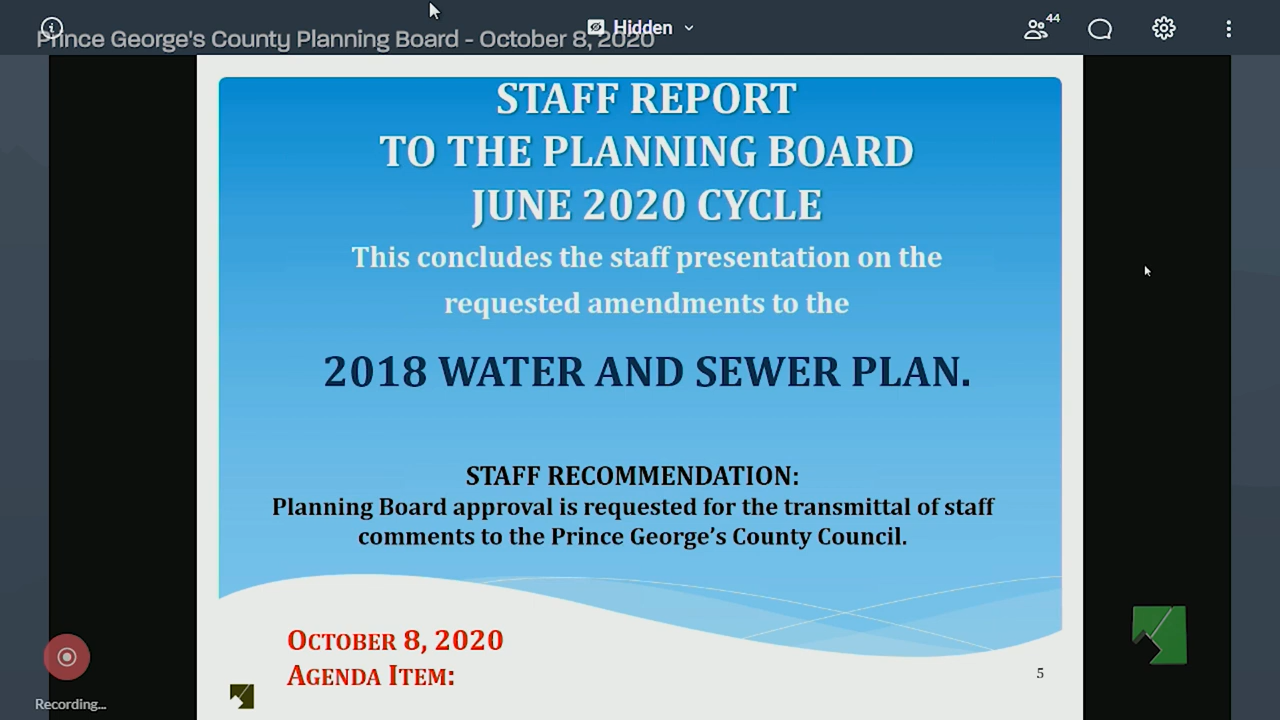 Prince George's County Planning Board - October 8, 2020
Hidden
44
STAFF REPORT
TO THE PLANNING BOARD
JUNE 2020 CYCLE
This concludes the staff presentation on the
requested amendments to the
2018 WATER AND SEWER PLAN.
STAFF RECOMMENDATION:
Planning Board approval is requested for the transmittal of staff
comments to the Prince George’s County Council.
OCTOBER 8, 2020
AGENDA ITEM:
5
Recording...